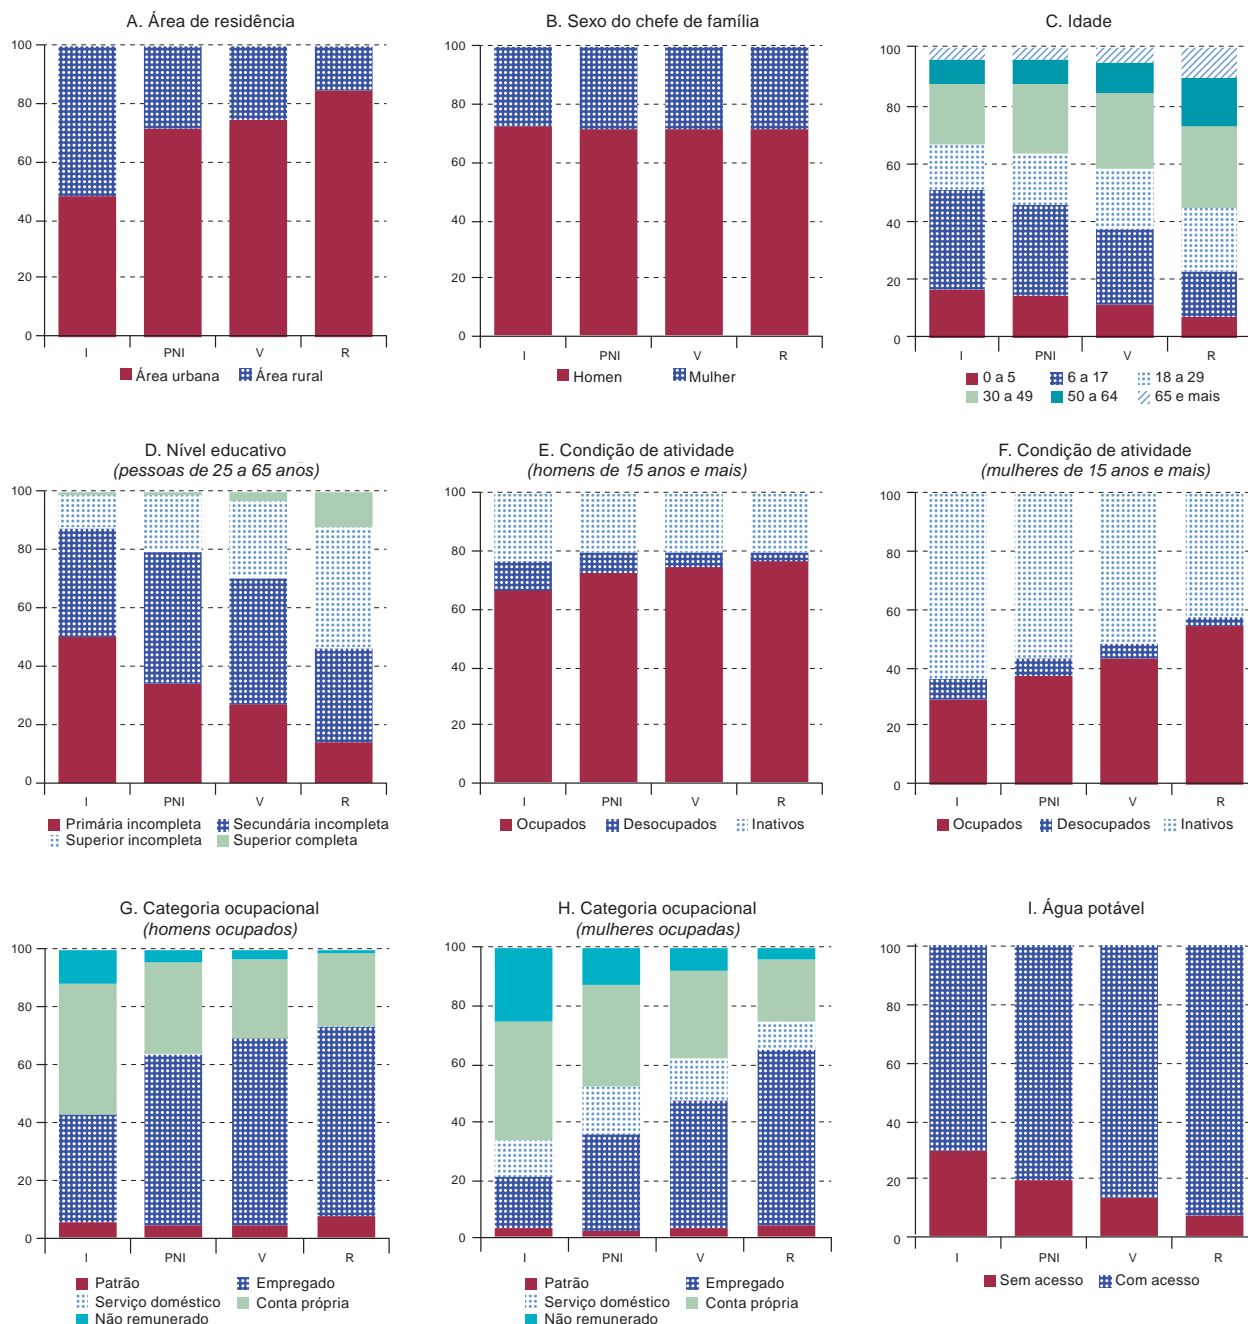 A. Área de residência
100
80
60
40
20
0
I PNI V R
Área urbana Área rural
B. Sexo do chefe de família
100
80
60
40
20
0
I PNI V R
Homen Mulher
C. Idade
100
80
60
40
20
0
I PNI V R
0 a 5 6 a 17 18 a 29
30 a 49 50 a 64 65 e mais
D. Nível educativo
(pessoas de 25 a 65 anos)
100
80
60
40
20
0
I PNI V R
Primária incompleta Secundária incompleta
Superior incompleta Superior completa
E. Condição de atividade
(homens de 15 anos e mais)
100
80
60
40
20
0
I PNI V R
Ocupados Desocupados Inativos
F. Condição de atividade
(mulheres de 15 anos e mais)
100
80
60
40
20
0
I PNI V R
Ocupados Desocupados Inativos
G. Categoria ocupacional
(homens ocupados)
100
80
60
40
20
0
I PNI V R
Patrão Empregado
Serviço doméstico Conta própria
Não remunerado
H. Categoria ocupacional
(mulheres ocupadas)
100
80
60
40
20
0
I PNI V R
Patrão Empregado
Serviço doméstico Conta própria
Não remunerado
I. Água potável
100
80
60
40
20
0
I PNI V R
Sem acesso Com acesso